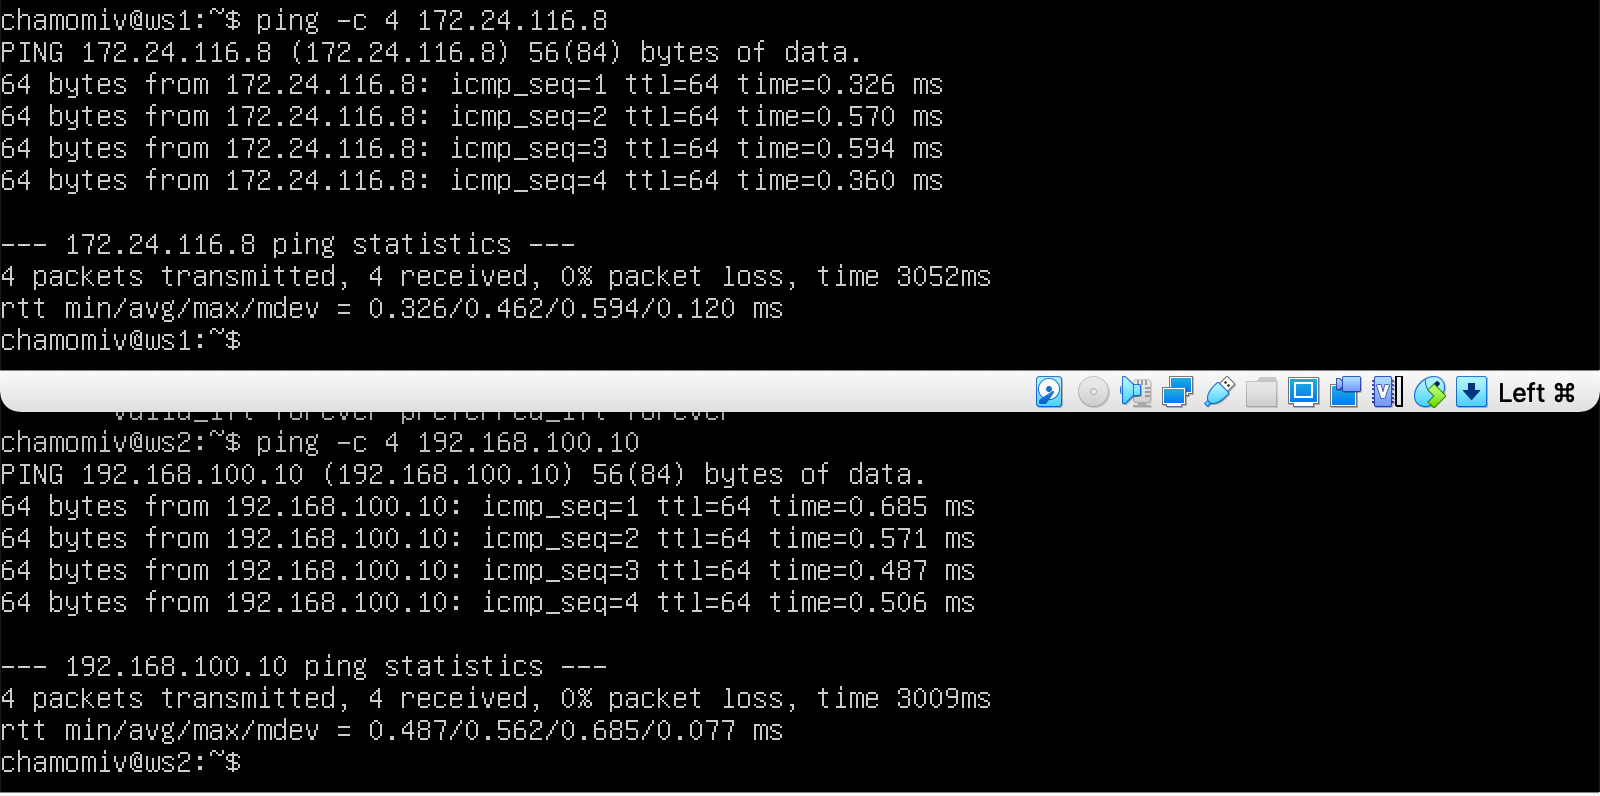 chamomiv@ws1:~$ ping -c 4 172.24.116.8
PING 172.24.116.8 (172.24.116.8) 56(84) bytes of data.
64 bytes from 172.24.116.8: icmp_seq=1 ttl=64 time=0.326 ms
64 bytes from 172.24.116.8: icmp_seq=2 ttl=64 time=0.570 ms
64 bytes from 172.24.116.8: icmp_seq=3 ttl=64 time=0.594 ms
64 bytes from 172.24.116.8: icmp_seq=4 ttl=64 time=0.360 ms

--- 172.24.116.8 ping statistics ---
4 packets transmitted, 4 received, 0% packet loss, time 3052ms
rtt min/avg/max/mdev = 0.326/0.462/0.594/0.120 ms
chamomiv@ws1:~$
Left ⌘
valid_lft forever preferred_lft forever
chamomiv@ws2:~$ ping -c 4 192.168.100.10
PING 192.168.100.10 (192.168.100.10) 56(84) bytes of data.
64 bytes from 192.168.100.10: icmp_seq=1 ttl=64 time=0.685 ms
64 bytes from 192.168.100.10: icmp_seq=2 ttl=64 time=0.571 ms
64 bytes from 192.168.100.10: icmp_seq=3 ttl=64 time=0.487 ms
64 bytes from 192.168.100.10: icmp_seq=4 ttl=64 time=0.506 ms

--- 192.168.100.10 ping statistics ---
4 packets transmitted, 4 received, 0% packet loss, time 3009ms
rtt min/avg/max/mdev = 0.487/0.562/0.685/0.077 ms
chamomiv@ws2:~$